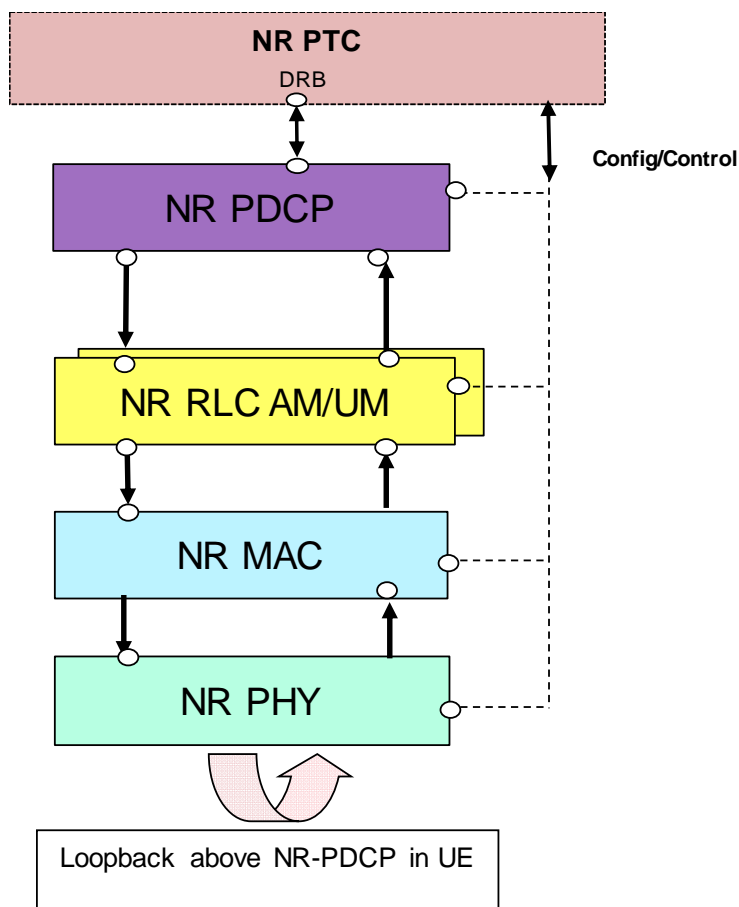 NR PTC
DRB
Config/Control
NR PDCP
NR RLC AM/UM
NR MAC
NR PHY
Loopback above NR-PDCP in UE